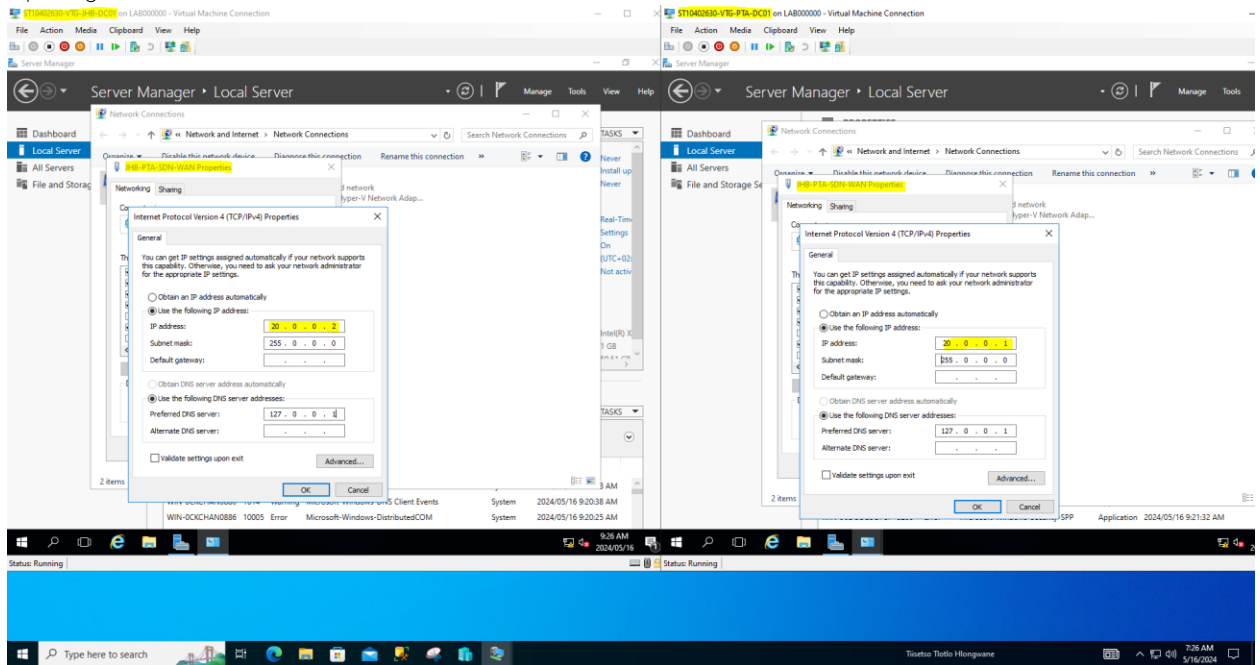 ST10402630-VTG-JHB-DC01 on LAB000000 - Virtual Machine Connection
File Action Media Clipboard View Help
Server Manager
Server Manager • Local Server
Manage Tools View Help
Dashboard
Local Server
All Servers
File and Storag
Network Connections
« Network and Internet > Network Connections
Search Network Connections
Organize Disable this network device Diagnose this connection Rename this connection »
JHB-PTA-SDN-WAN Properties
Networking Sharing
d network
Hyper-V Network Adap...
Internet Protocol Version 4 (TCP/IPv4) Properties
General
You can get IP settings assigned automatically if your network supports
this capability. Otherwise, you need to ask your network administrator
for the appropriate IP settings.
Obtain an IP address automatically
Use the following IP address:
IP address: 20 . 0 . 0 . 2
Subnet mask: 255 . 0 . 0 . 0
Default gateway: . . .
Obtain DNS server address automatically
Use the following DNS server addresses:
Preferred DNS server: 127 . 0 . 0 . 1
Alternate DNS server: . . .
Validate settings upon exit
Advanced...
OK Cancel
2 items
TASKS
Never
Install up
Never
Real-Time
Settings
On
(UTC+02:
Not activ
Intel(R) X
1 GB
TASKS
WIN-0CKCHAN0886 1014 Warning Microsoft-Windows-DNS Client Events System 2024/05/16 9:20:38 AM
WIN-0CKCHAN0886 10005 Error Microsoft-Windows-DistributedCOM System 2024/05/16 9:20:25 AM
9:26 AM
2024/05/16
Status: Running
ST10402630-VTG-PTA-DC01 on LAB000000 - Virtual Machine Connection
File Action Media Clipboard View Help
Server Manager
Server Manager • Local Server
Manage Tools
Dashboard
Local Server
All Servers
File and Storage Se
Network Connections
« Network and Internet > Network Connections
Search Network Connections
Organize Disable this network device Diagnose this connection Rename this connection »
JHB-PTA-SDN-WAN Properties
Networking Sharing
d network
Hyper-V Network Adap...
Internet Protocol Version 4 (TCP/IPv4) Properties
General
You can get IP settings assigned automatically if your network supports
this capability. Otherwise, you need to ask your network administrator
for the appropriate IP settings.
Obtain an IP address automatically
Use the following IP address:
IP address: 20 . 0 . 0 . 1
Subnet mask: 255 . 0 . 0 . 0
Default gateway: . . .
Obtain DNS server address automatically
Use the following DNS server addresses:
Preferred DNS server: 127 . 0 . 0 . 1
Alternate DNS server: . . .
Validate settings upon exit
Advanced...
OK Cancel
2 items
Application 2024/05/16 9:21:32 AM
Status: Running
Type here to search
Tiisetso Tlotlo Hlongwane
7:26 AM
5/16/2024